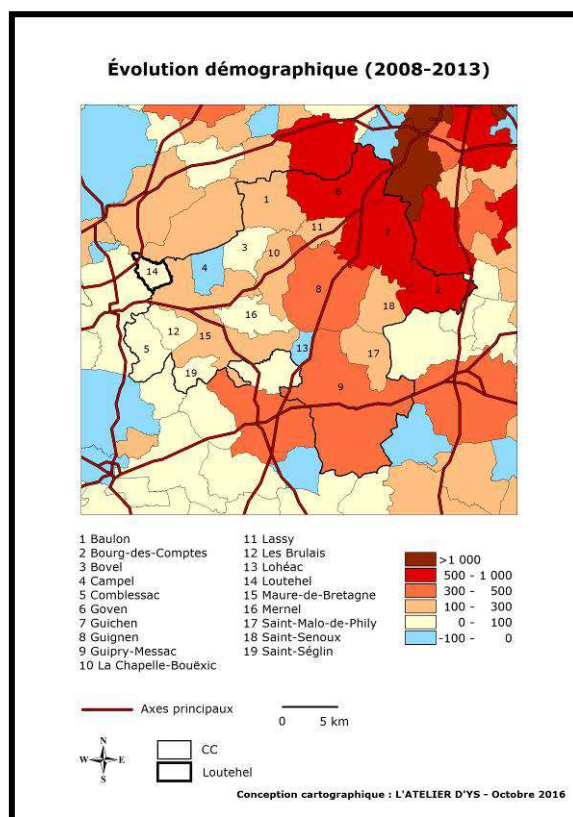 Évolution démographique (2008-2013)
1
6
11
3
7
10
14
4
2
8
18
16
12
15
13
5
17
19
9
1 Baulon
2 Bourg-des-Comptes
3 Bovel
4 Campel
5 Comblessac
6 Goven
7 Guichen
8 Guignen
9 Guipry-Messac
10 La Chapelle-Bouëxic
11 Lassy
12 Les Brulais
13 Lohéac
14 Loutehel
15 Maure-de-Bretagne
16 Mernel
17 Saint-Malo-de-Phily
18 Saint-Senoux
19 Saint-Séglin
>1 000
500 - 1 000
300 - 500
100 - 300
0 - 100
-100 - 0
Axes principaux
0 5 km
N
W E
S
CC
Loutehel
Conception cartographique : L'ATELIER D'YS - Octobre 2016